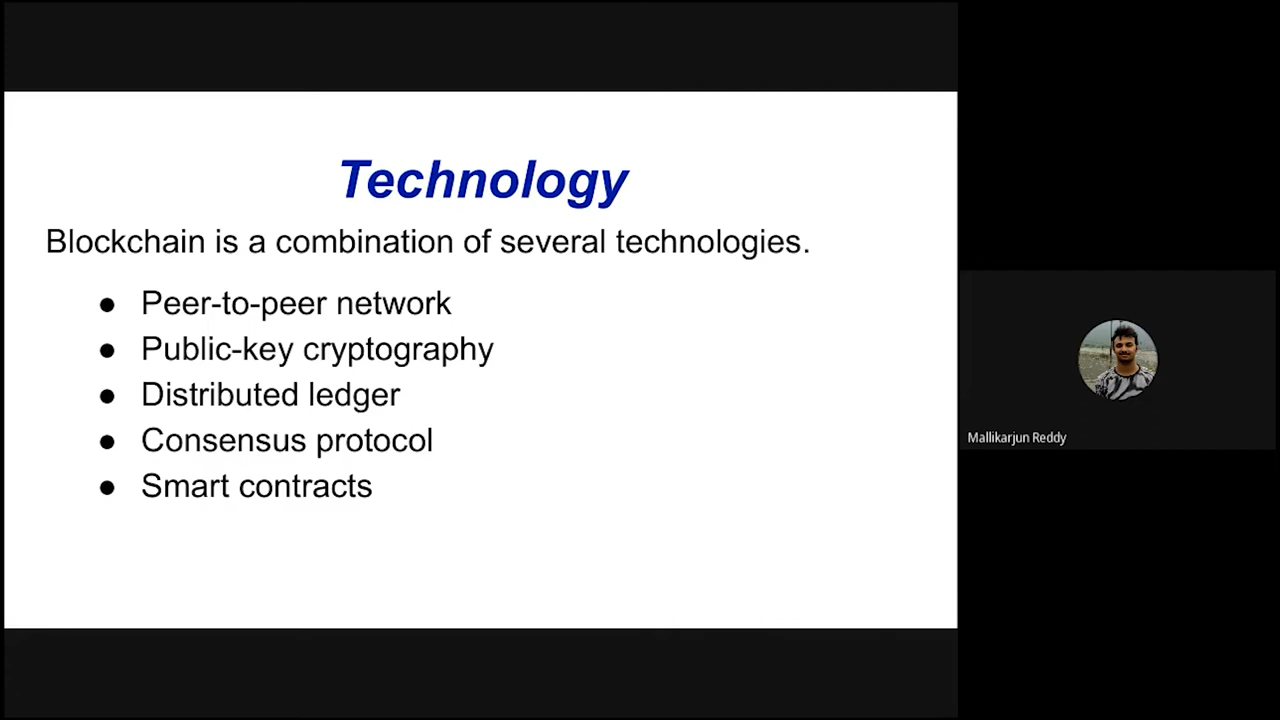 Technology
Blockchain is a combination of several technologies.
● Peer-to-peer network
● Public-key cryptography
● Distributed ledger
● Consensus protocol
● Smart contracts
Mallikarjun Reddy